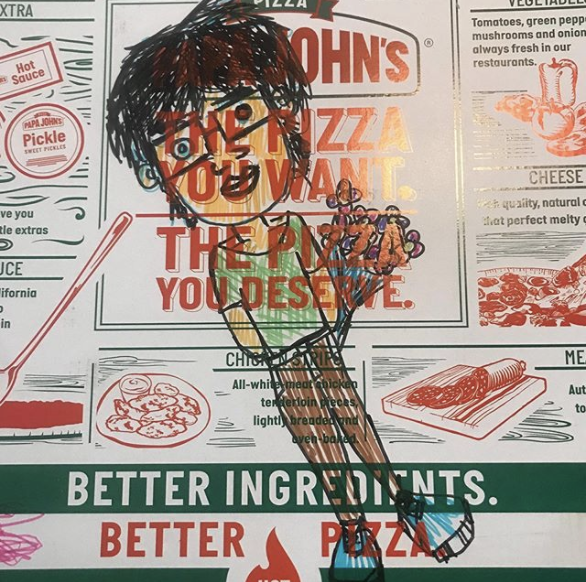 XTRA
PIZZA
JOHN'S
®
Hot
Sauce
PAPA JOHN'S
Pickle
SWEET PICKLES
ve you
tle extras
UCE
lifornia
in
THE PIZZA
YOU WANT.
THE PIZZA
YOU DESERVE.
Tomatoes, green pepp
mushrooms and onion
always fresh in our
restaurants.
CHEESE
quality, natural
that perfect melty
CHICKEN STRIPS
All-white-meat chicken
tenderloin pieces,
lightly breaded and
oven-baked.
ME
Aut
to
BETTER INGREDIENTS.
BETTER PIZZA.
HOT